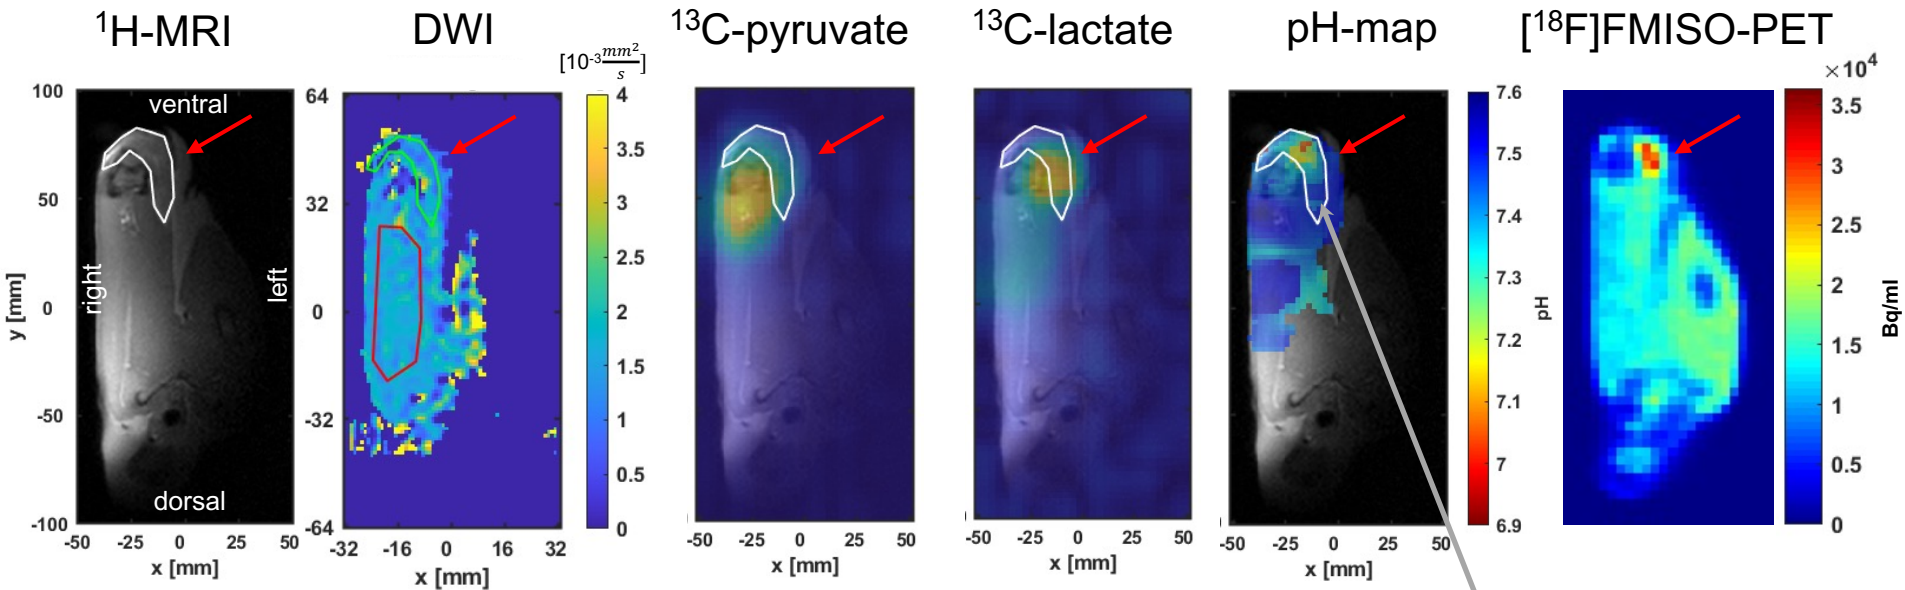 ¹H-MRI
DWI
¹³C-pyruvate
¹³C-lactate
pH-map
[¹⁸F]FMISO-PET
[10⁻³ mm²/s]
×10⁴
ventral
right
left
dorsal
100
50
0
-50
-100
y [mm]
-50 -25 0 25 50
x [mm]
64
32
0
-32
-64
-32 -16 0 16 32
x [mm]
4
3.5
3
2.5
2
1.5
1
0.5
0
-50 -25 0 25 50
x [mm]
-50 -25 0 25 50
x [mm]
-50 -25 0 25 50
x [mm]
7.6
7.5
7.4
7.3
7.2
7.1
7
6.9
pH
3.5
3
2.5
2
1.5
1
0.5
0
Bq/ml